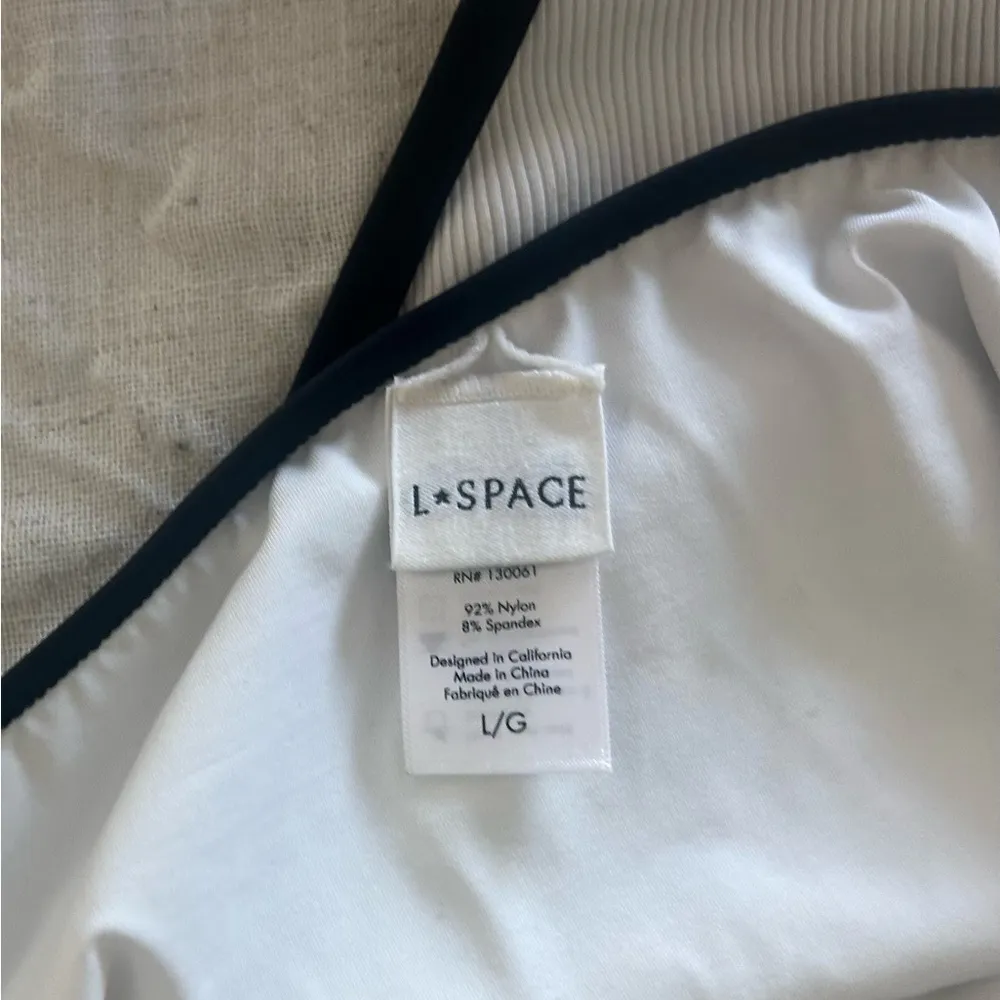 L★SPACE
RN# 130061
92% Nylon
8% Spandex
Designed in California
Made in China
Fabriqué en Chine
L/G